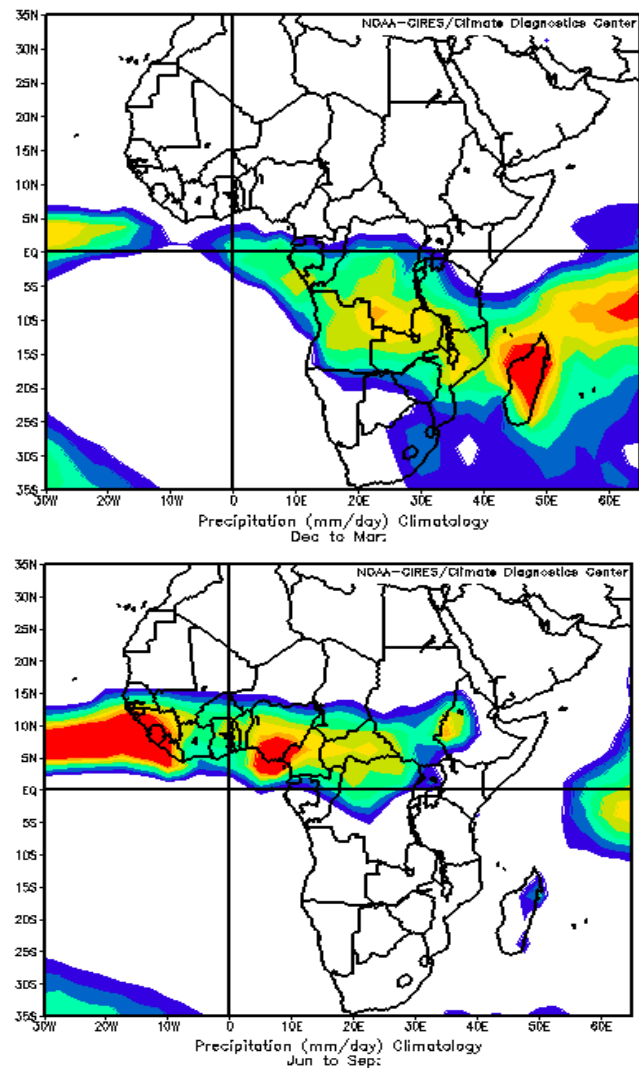 NOAA-CIRES/Climate Diagnostics Center
35N
30N
25N
20N
15N
10N
5N
EQ
5S
10S
15S
20S
25S
30S
35S
30W 20W 10W 0 10E 20E 30E 40E 50E 60E
Precipitation (mm/day) Climatology
Dec to Mar:
NOAA-CIRES/Climate Diagnostics Center
35N
30N
25N
20N
15N
10N
5N
EQ
5S
10S
15S
20S
25S
30S
35S
30W 20W 10W 0 10E 20E 30E 40E 50E 60E
Precipitation (mm/day) Climatology
Jun to Sep: